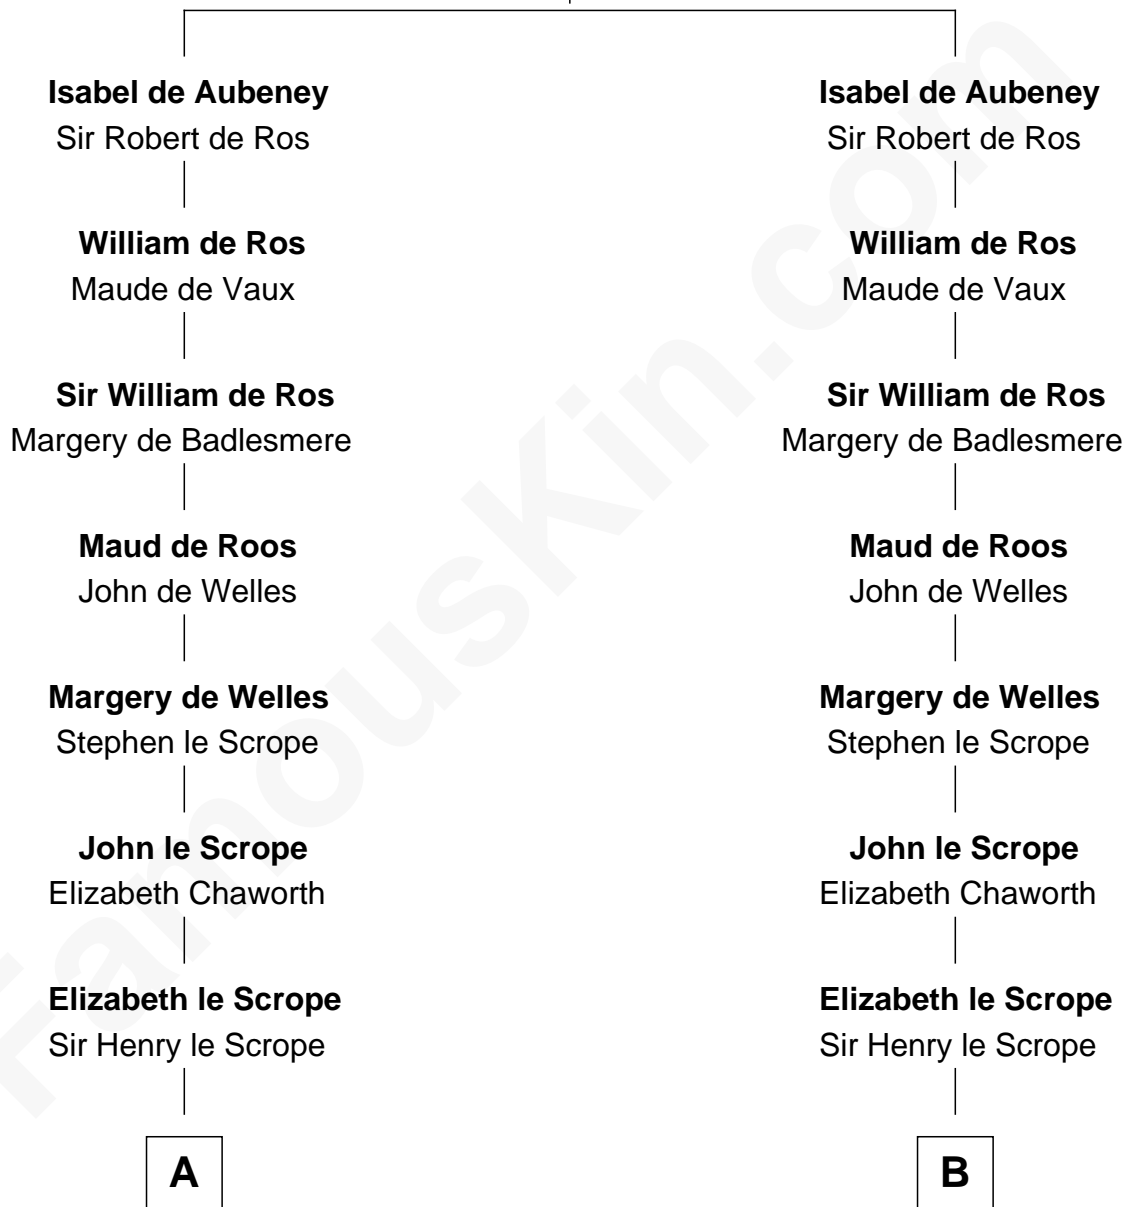 Isabel de Aubeney Isabel de Aubeney
Sir Robert de Ros Sir Robert de Ros
William de Ros William de Ros
Maude de Vaux Maude de Vaux
Sir William de Ros Sir William de Ros
Margery de Badlesmere Margery de Badlesmere
Maud de Roos Maud de Roos
John de Welles John de Welles
Margery de Welles Margery de Welles
Stephen le Scrope Stephen le Scrope
John le Scrope John le Scrope
Elizabeth Chaworth Elizabeth Chaworth
Elizabeth le Scrope Elizabeth le Scrope
Sir Henry le Scrope Sir Henry le Scrope
A B
FamousKin.com